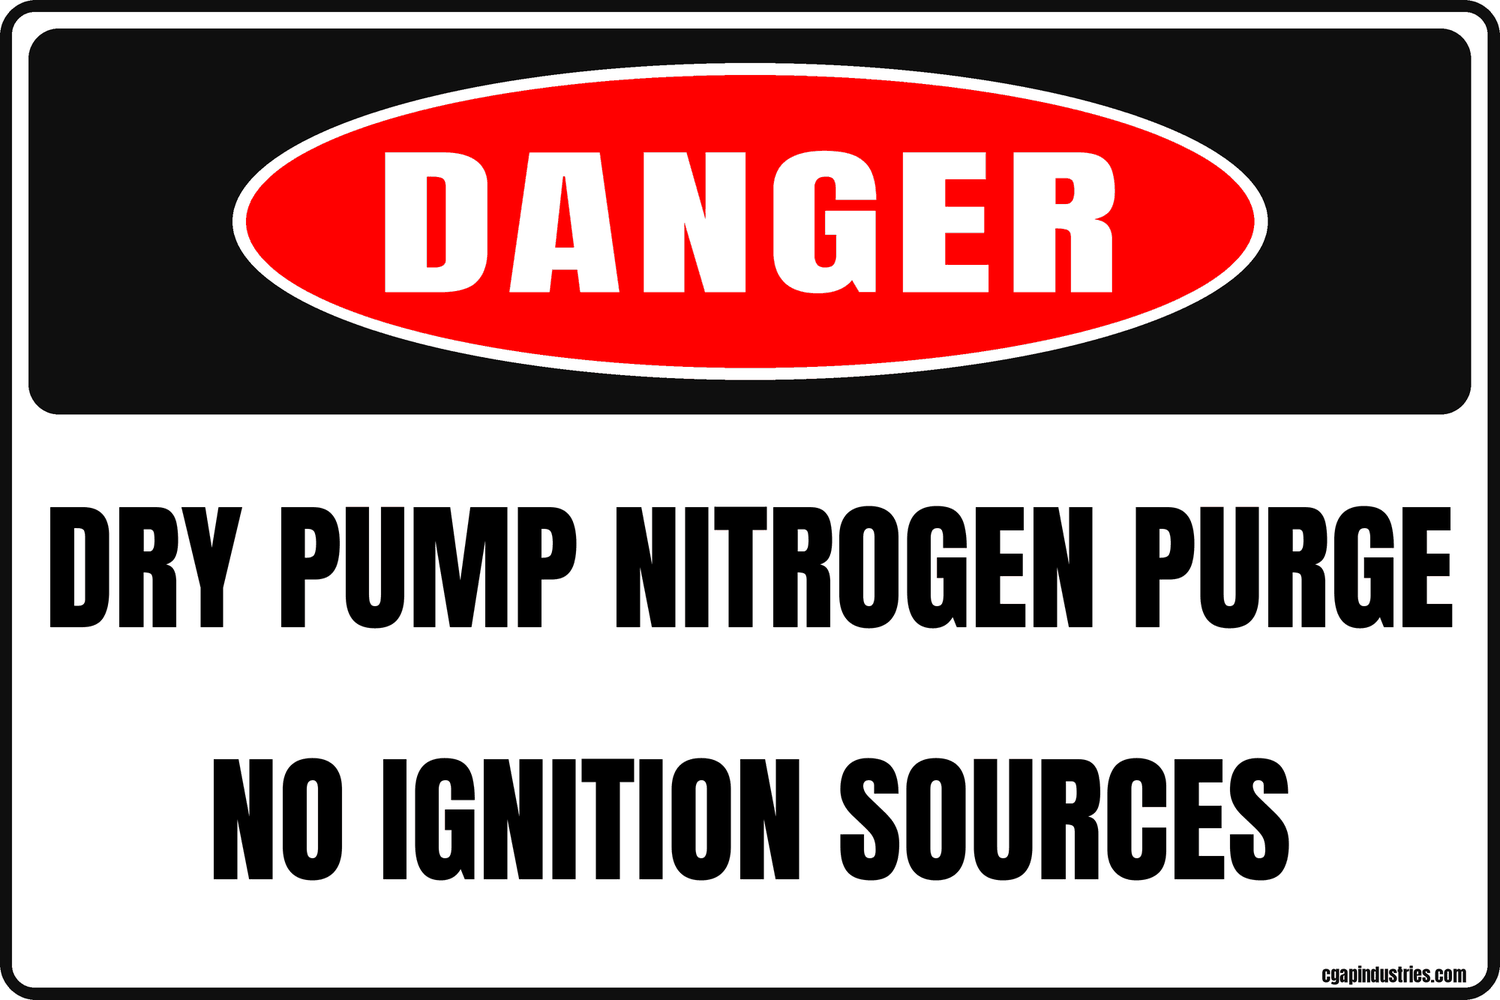 DANGER
DRY PUMP NITROGEN PURGE
NO IGNITION SOURCES
cgapindustries.com